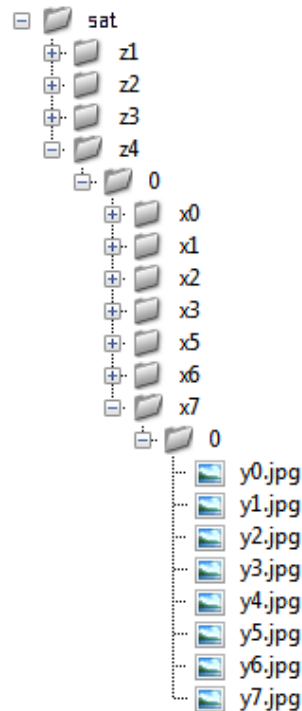 sat
z1
z2
z3
z4
0
x0
x1
x2
x3
x5
x6
x7
0
y0.jpg
y1.jpg
y2.jpg
y3.jpg
y4.jpg
y5.jpg
y6.jpg
y7.jpg